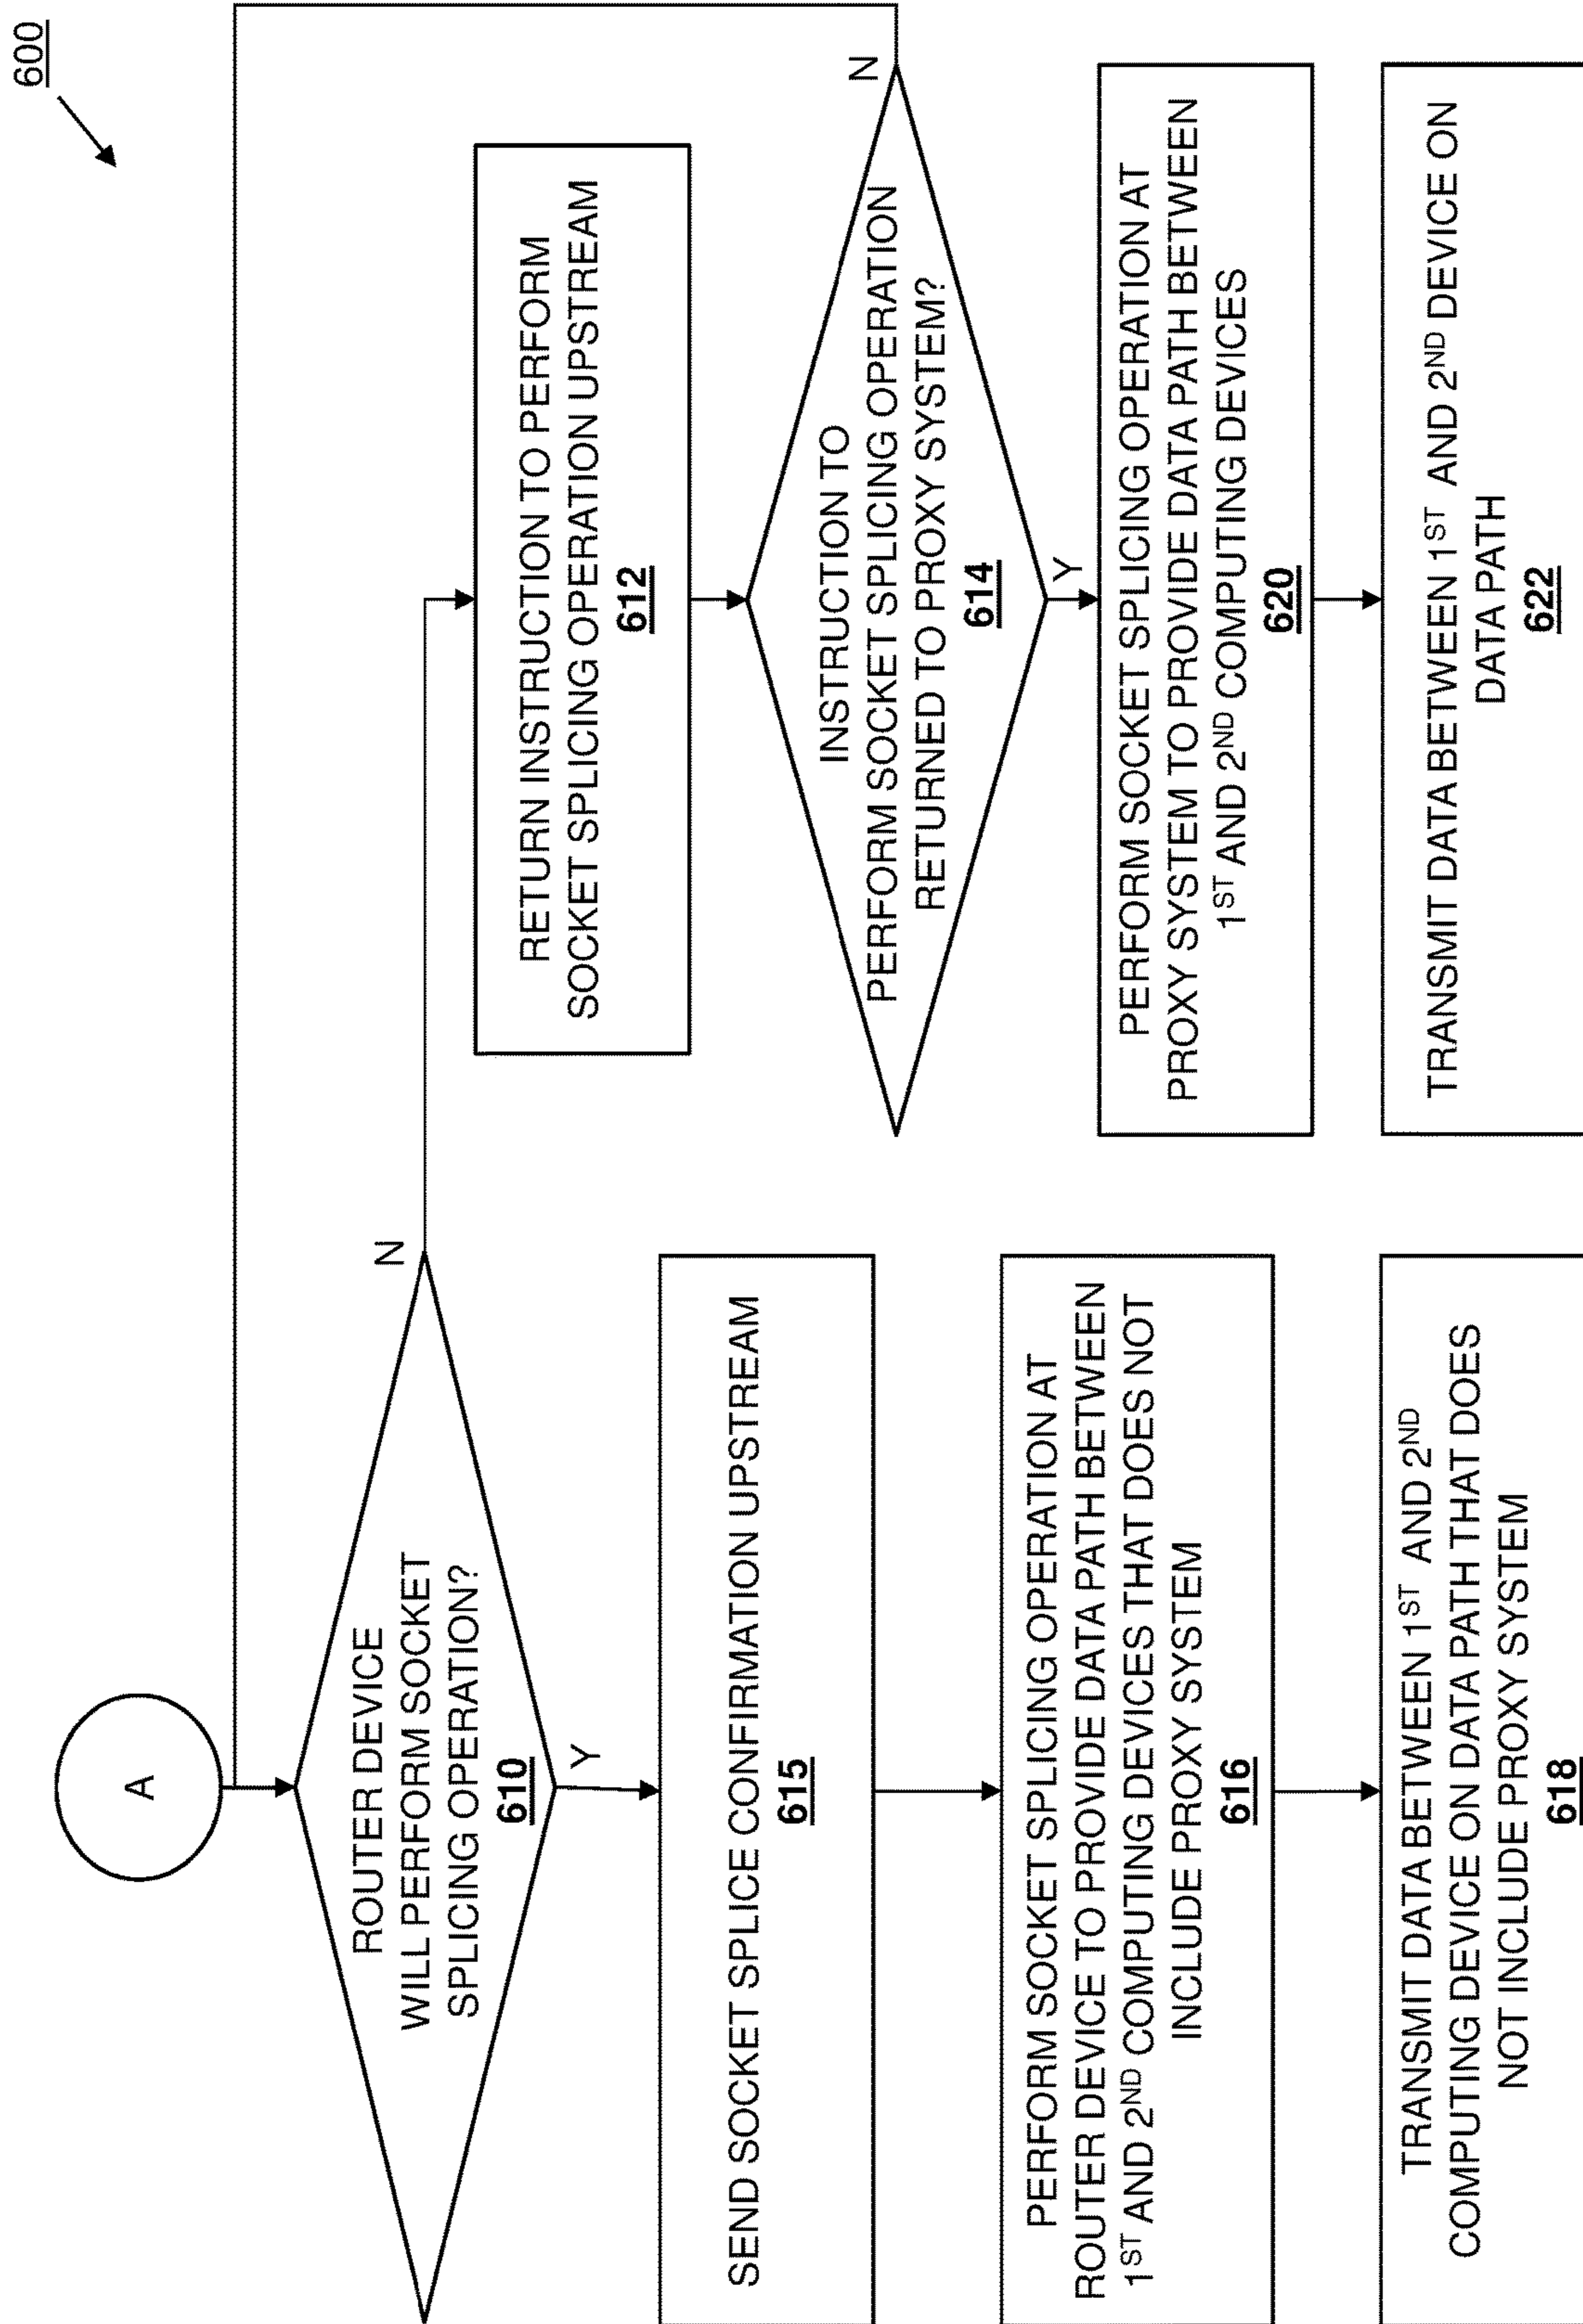 600
A
ROUTER DEVICE
WILL PERFORM SOCKET
SPLICING OPERATION?
610
N
Y
RETURN INSTRUCTION TO PERFORM
SOCKET SPLICING OPERATION UPSTREAM
612
INSTRUCTION TO
PERFORM SOCKET SPLICING OPERATION
RETURNED TO PROXY SYSTEM?
614
N
Y
SEND SOCKET SPLICE CONFIRMATION UPSTREAM
615
PERFORM SOCKET SPLICING OPERATION AT
ROUTER DEVICE TO PROVIDE DATA PATH BETWEEN
1ST AND 2ND COMPUTING DEVICES THAT DOES NOT
INCLUDE PROXY SYSTEM
616
TRANSMIT DATA BETWEEN 1ST AND 2ND
COMPUTING DEVICE ON DATA PATH THAT DOES
NOT INCLUDE PROXY SYSTEM
618
PERFORM SOCKET SPLICING OPERATION AT
PROXY SYSTEM TO PROVIDE DATA PATH BETWEEN
1ST AND 2ND COMPUTING DEVICES
620
TRANSMIT DATA BETWEEN 1ST AND 2ND DEVICE ON
DATA PATH
622